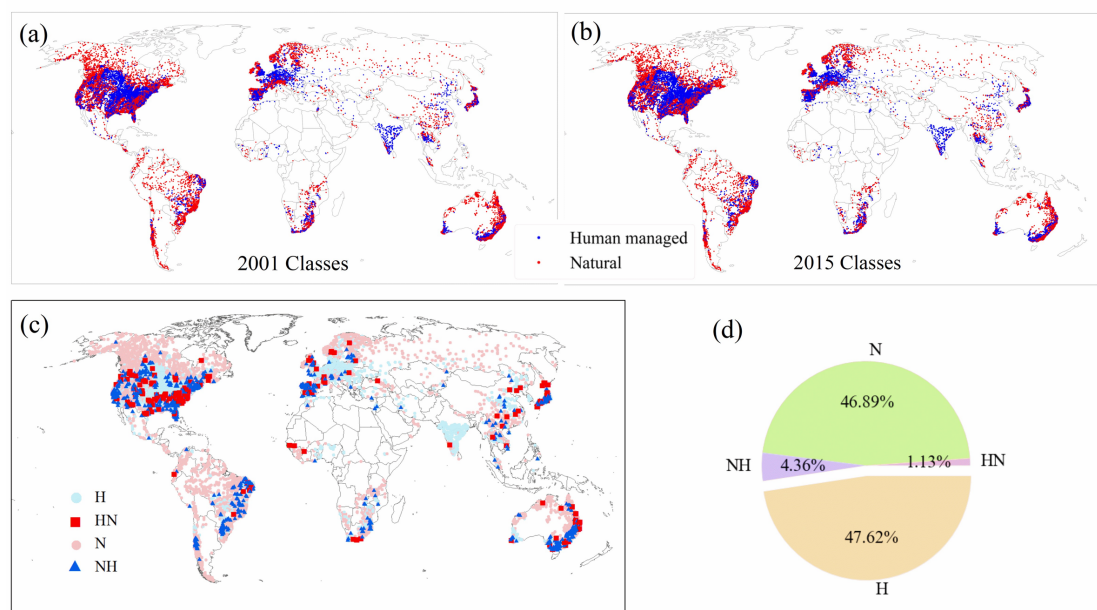 (a)
(b)
Human managed
Natural
2001 Classes
2015 Classes
(c)
H
HN
N
NH
(d)
N
46.89%
NH
4.36%
1.13%
HN
47.62%
H